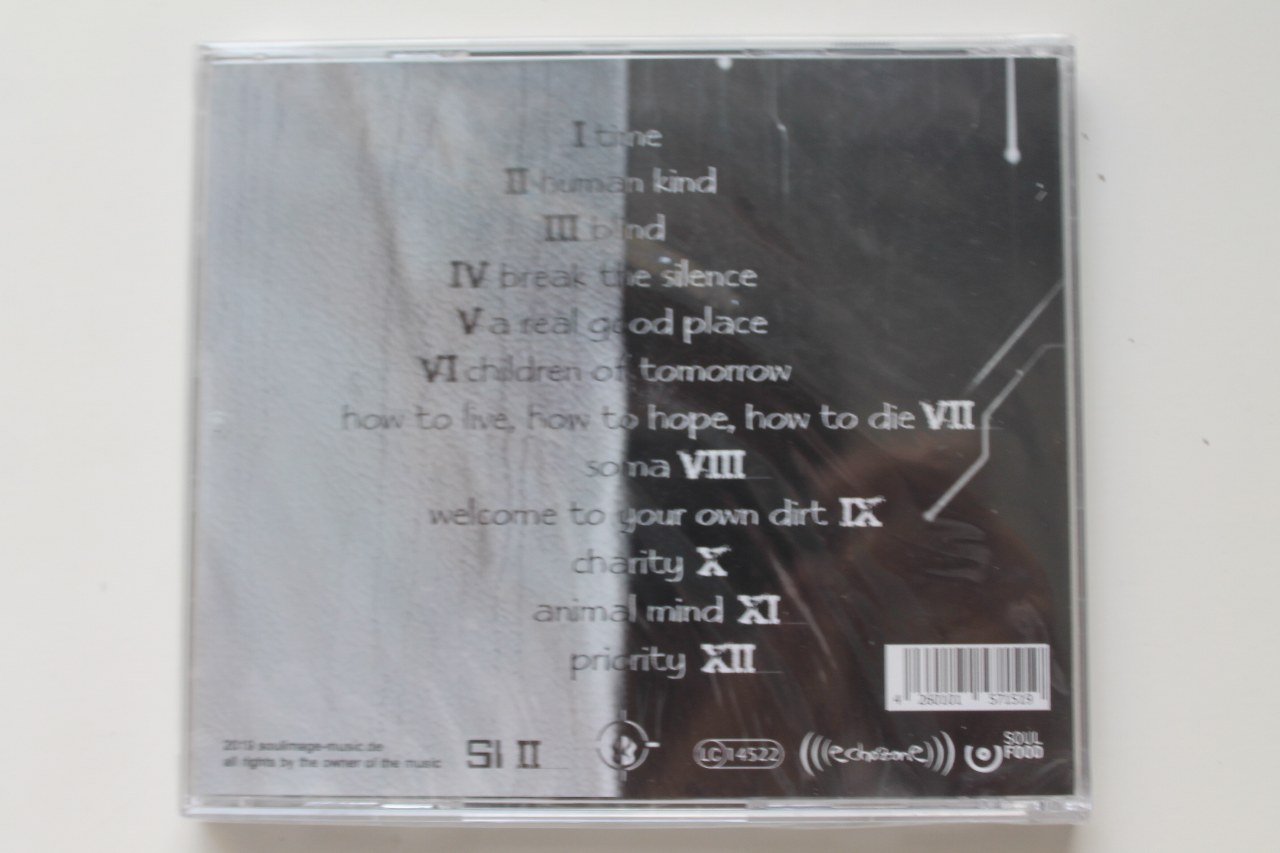 I time
II human kind
III blind
IV break the silence
V a real good place
VI children of tomorrow
how to live, how to hope, how to die VII
soma VIII
welcome to your own dirt IX
charity X
animal mind XI
priority XII
4 260101 571519
soulimage-music.de
all rights by the owner of the music
SI II
LC 14522
echozone
SOUL
FOOD